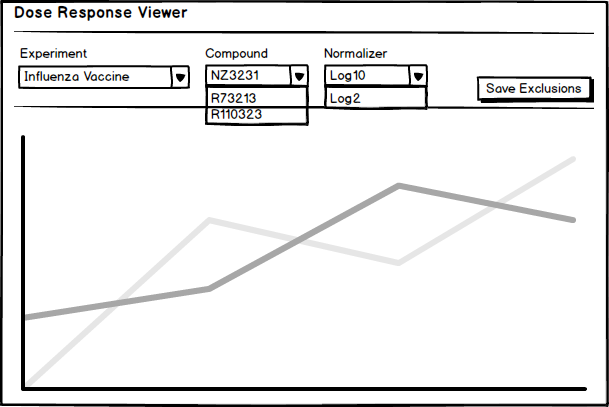 Dose Response Viewer
Experiment Compound Normalizer
Influenza Vaccine NZ3231 Log10
Save Exclusions
R73213 Log2
R110323